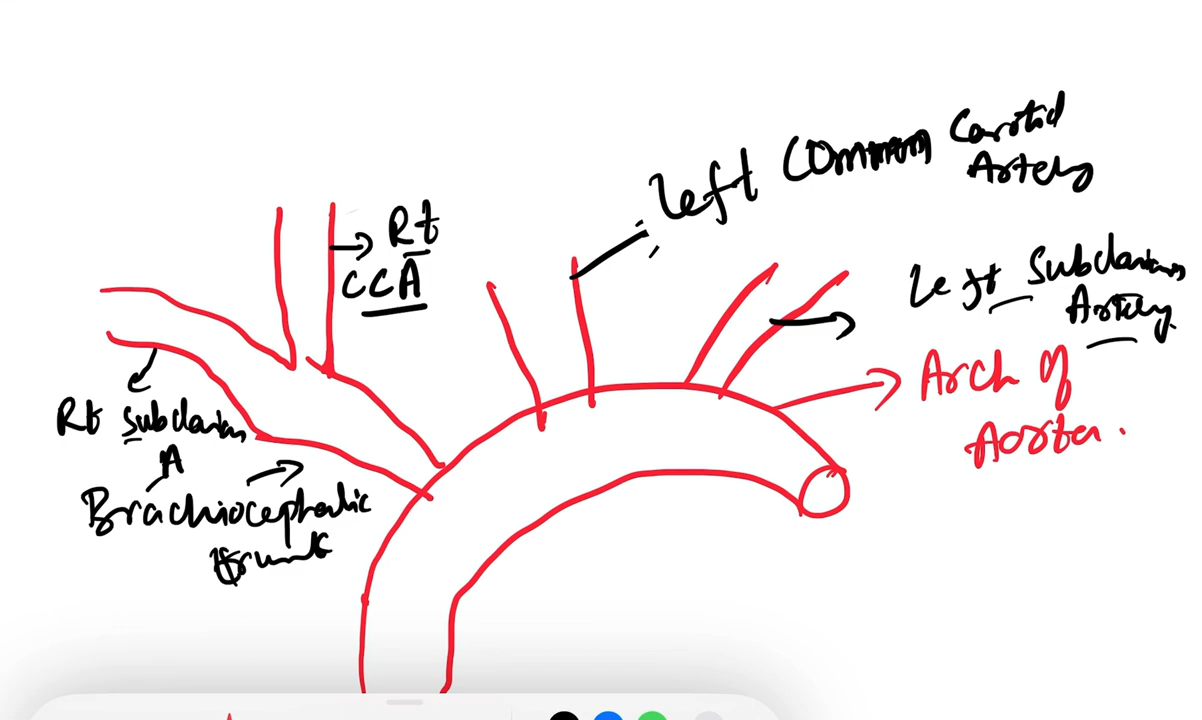 Rt
CCA
left Common Carotid
Artery
Left Subclavian
Artery
Arch of
Aorta.
Rt Subclavian
A
Brachiocephalic
trunk